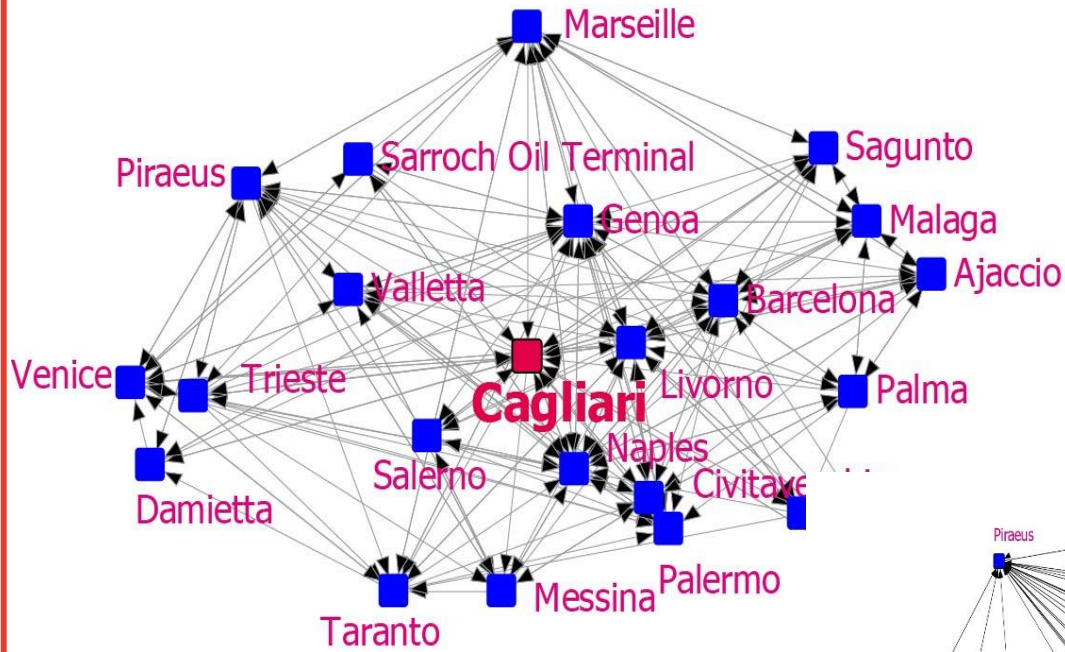 Marseille
Sagunto
Sarroch Oil Terminal
Piraeus
Genoa
Malaga
Ajaccio
Valletta
Barcelona
Venice
Trieste
Livorno
Palma
Cagliari
Naples
Salerno
Damietta
Piraeus
Palermo
Messina
Taranto